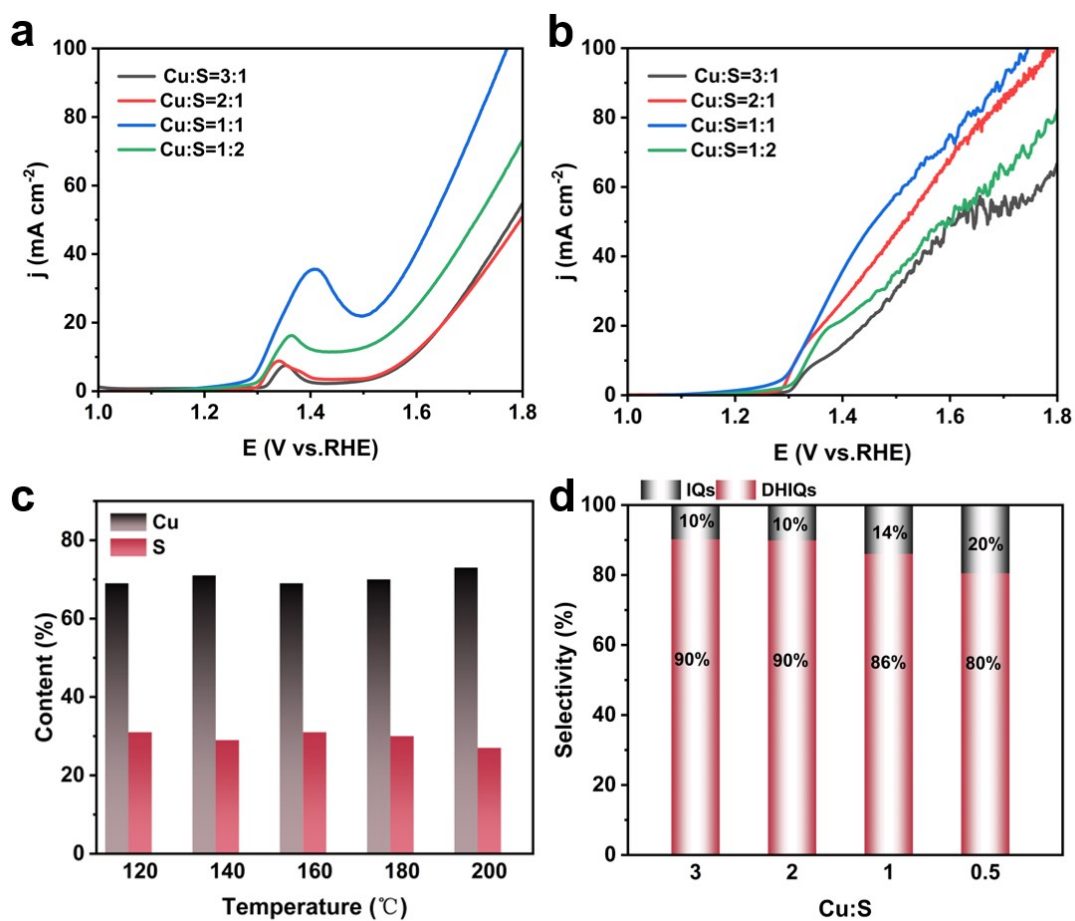 a
100
80
60
40
20
0
j (mA cm-2)
Cu:S=3:1
Cu:S=2:1
Cu:S=1:1
Cu:S=1:2
1.0 1.2 1.4 1.6 1.8
E (V vs.RHE)
b
100
80
60
40
20
0
j (mA cm-2)
Cu:S=3:1
Cu:S=2:1
Cu:S=1:1
Cu:S=1:2
1.0 1.2 1.4 1.6 1.8
E (V vs.RHE)
c
80
60
40
20
0
Content (%)
Cu
S
120 140 160 180 200
Temperature (℃)
d
IQs DHIQs
100
80
60
40
20
0
Selectivity (%)
10% 10% 14% 20%
90% 90% 86% 80%
3 2 1 0.5
Cu:S